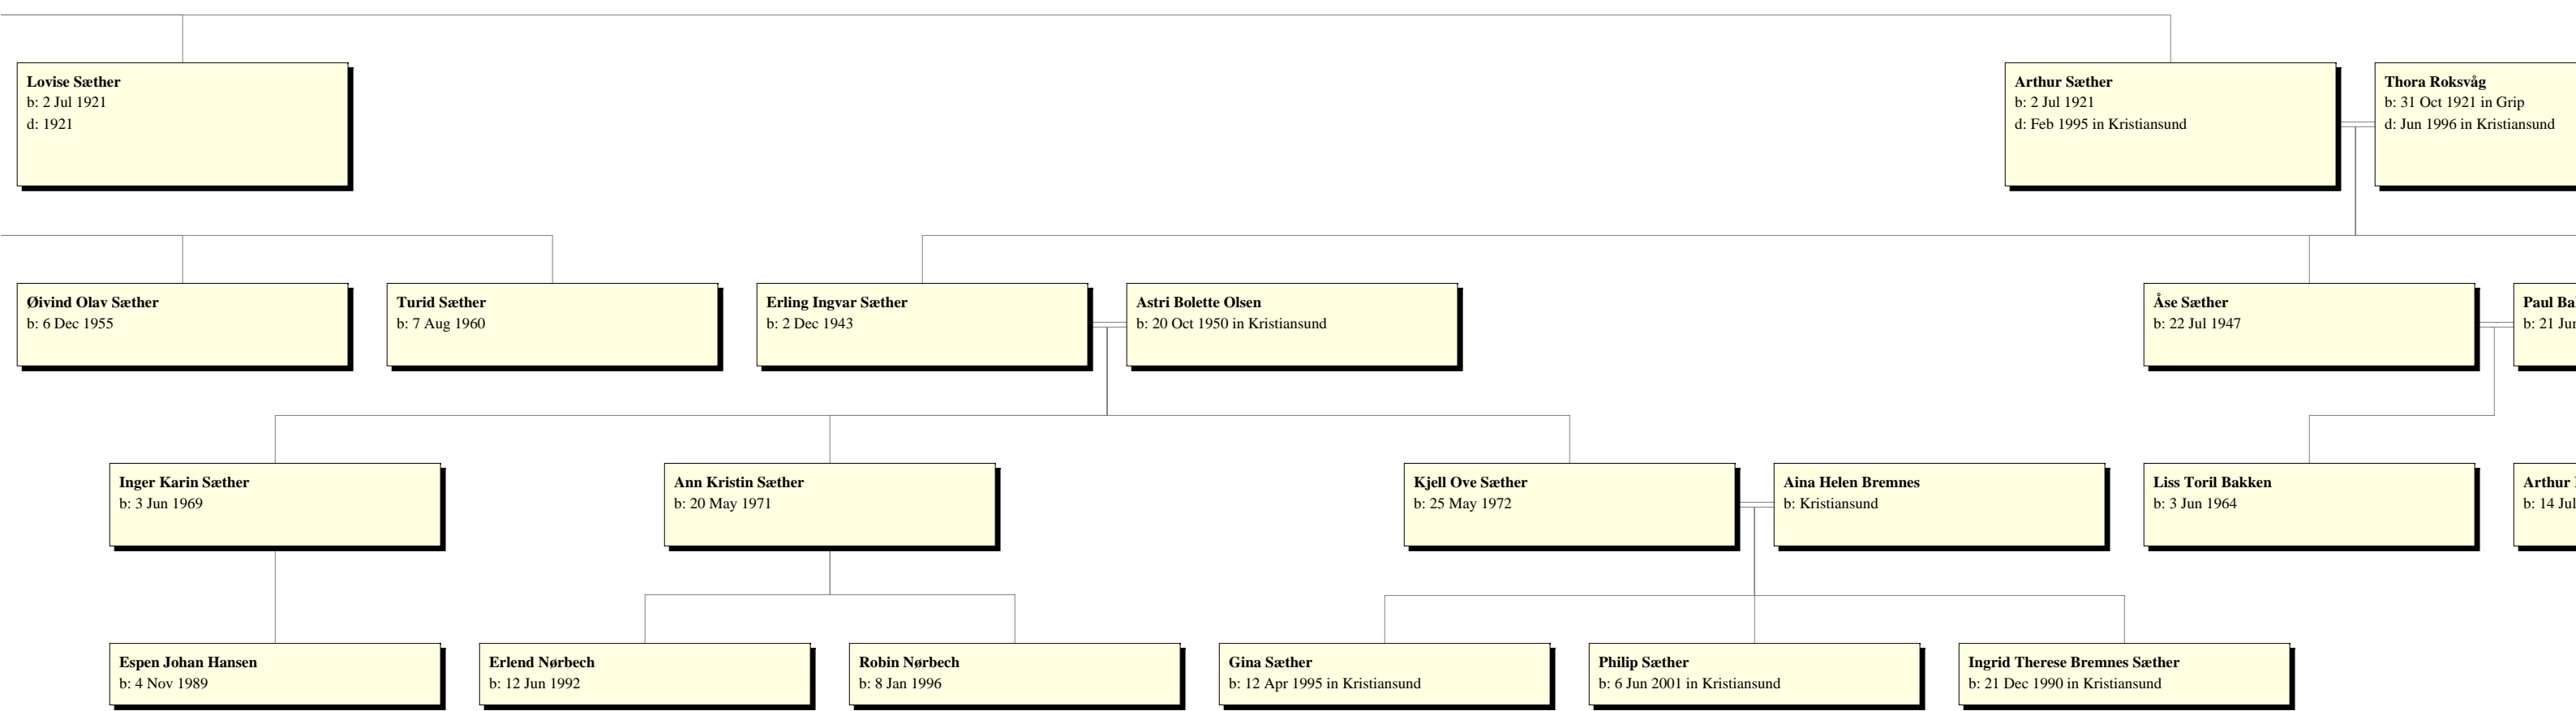 Lovise Sæther
b: 2 Jul 1921
d: 1921
Arthur Sæther
b: 2 Jul 1921
d: Feb 1995 in Kristiansund
Thora Roksvåg
b: 31 Oct 1921 in Grip
d: Jun 1996 in Kristiansund
Øivind Olav Sæther
b: 6 Dec 1955
Turid Sæther
b: 7 Aug 1960
Erling Ingvar Sæther
b: 2 Dec 1943
Astri Bolette Olsen
b: 20 Oct 1950 in Kristiansund
Åse Sæther
b: 22 Jul 1947
Paul
b: 21
Inger Karin Sæther
b: 3 Jun 1969
Ann Kristin Sæther
b: 20 May 1971
Kjell Ove Sæther
b: 25 May 1972
Aina Helen Bremnes
b: Kristiansund
Liss Toril Bakken
b: 3 Jun 1964
Arthur
b: 14 Jul
Espen Johan Hansen
b: 4 Nov 1989
Erlend Nørbech
b: 12 Jun 1992
Robin Nørbech
b: 8 Jan 1996
Gina Sæther
b: 12 Apr 1995 in Kristiansund
Philip Sæther
b: 6 Jun 2001 in Kristiansund
Ingrid Therese Bremnes Sæther
b: 21 Dec 1990 in Kristiansund